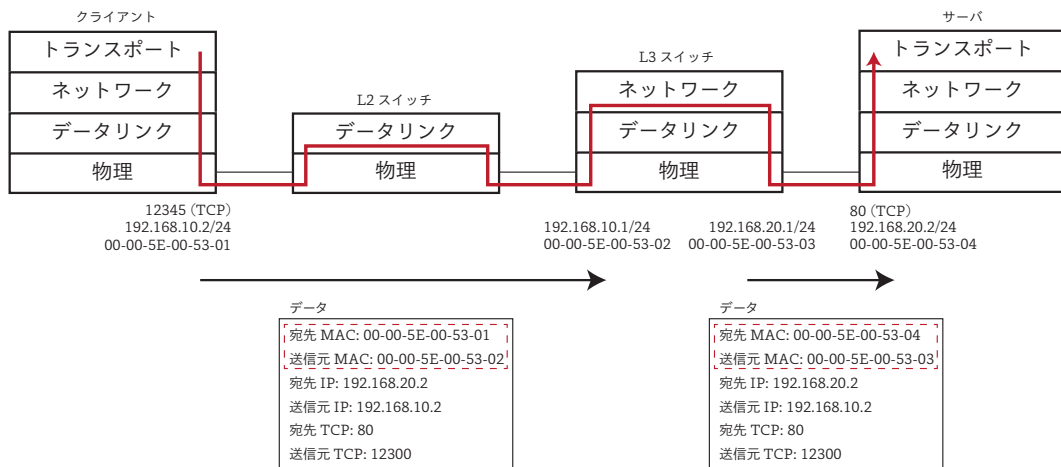 クライアント
トランスポート
ネットワーク
データリンク
物理
L2 スイッチ
データリンク
物理
L3 スイッチ
ネットワーク
データリンク
物理
サーバ
トランスポート
ネットワーク
データリンク
物理
12345 (TCP)
192.168.10.2/24
00-00-5E-00-53-01
192.168.10.1/24
00-00-5E-00-53-02
192.168.20.1/24
00-00-5E-00-53-03
80 (TCP)
192.168.20.2/24
00-00-5E-00-53-04
データ
宛先 MAC: 00-00-5E-00-53-01
送信元 MAC: 00-00-5E-00-53-02
宛先 IP: 192.168.20.2
送信元 IP: 192.168.10.2
宛先 TCP: 80
送信元 TCP: 12300
データ
宛先 MAC: 00-00-5E-00-53-04
送信元 MAC: 00-00-5E-00-53-03
宛先 IP: 192.168.20.2
送信元 IP: 192.168.10.2
宛先 TCP: 80
送信元 TCP: 12300